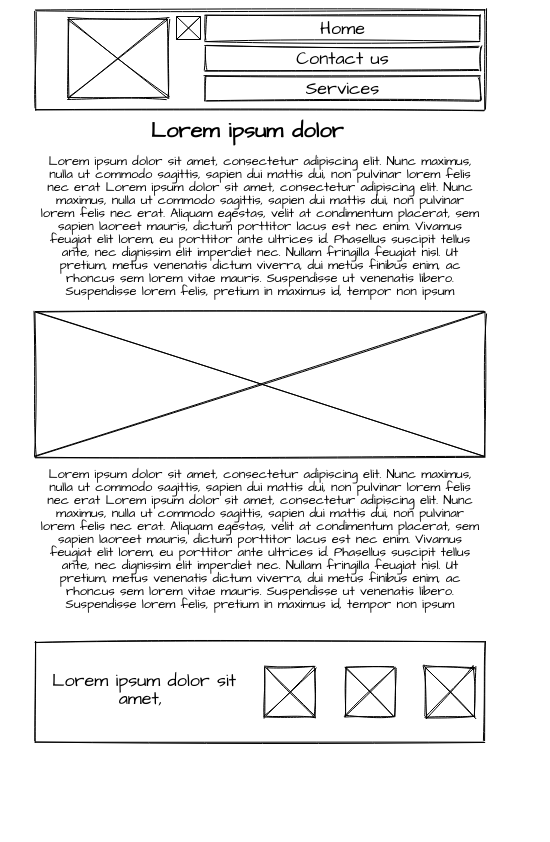 Home
Contact us
Services
Lorem ipsum dolor
Lorem ipsum dolor sit amet, consectetur adipiscing elit. Nunc maximus,
nulla ut commodo sagittis, sapien dui mattis dui, non pulvinar lorem felis
nec erat Lorem ipsum dolor sit amet, consectetur adipiscing elit. Nunc
maximus, nulla ut commodo sagittis, sapien dui mattis dui, non pulvinar
lorem felis nec erat. Aliquam egestas, velit at condimentum placerat, sem
sapien laoreet mauris, dictum porttitor lacus est nec enim. Vivamus
feugiat elit lorem, eu porttitor ante ultrices id. Phasellus suscipit tellus
ante, nec dignissim elit imperdiet nec. Nullam fringilla feugiat nisl. Ut
pretium, metus venenatis dictum viverra, dui metus finibus enim, ac
rhoncus sem lorem vitae mauris. Suspendisse ut venenatis libero.
Suspendisse lorem felis, pretium in maximus id, tempor non ipsum
Lorem ipsum dolor sit amet, consectetur adipiscing elit. Nunc maximus,
nulla ut commodo sagittis, sapien dui mattis dui, non pulvinar lorem felis
nec erat Lorem ipsum dolor sit amet, consectetur adipiscing elit. Nunc
maximus, nulla ut commodo sagittis, sapien dui mattis dui, non pulvinar
lorem felis nec erat. Aliquam egestas, velit at condimentum placerat, sem
sapien laoreet mauris, dictum porttitor lacus est nec enim. Vivamus
feugiat elit lorem, eu porttitor ante ultrices id. Phasellus suscipit tellus
ante, nec dignissim elit imperdiet nec. Nullam fringilla feugiat nisl. Ut
pretium, metus venenatis dictum viverra, dui metus finibus enim, ac
rhoncus sem lorem vitae mauris. Suspendisse ut venenatis libero.
Suspendisse lorem felis, pretium in maximus id, tempor non ipsum
Lorem ipsum dolor sit
amet,